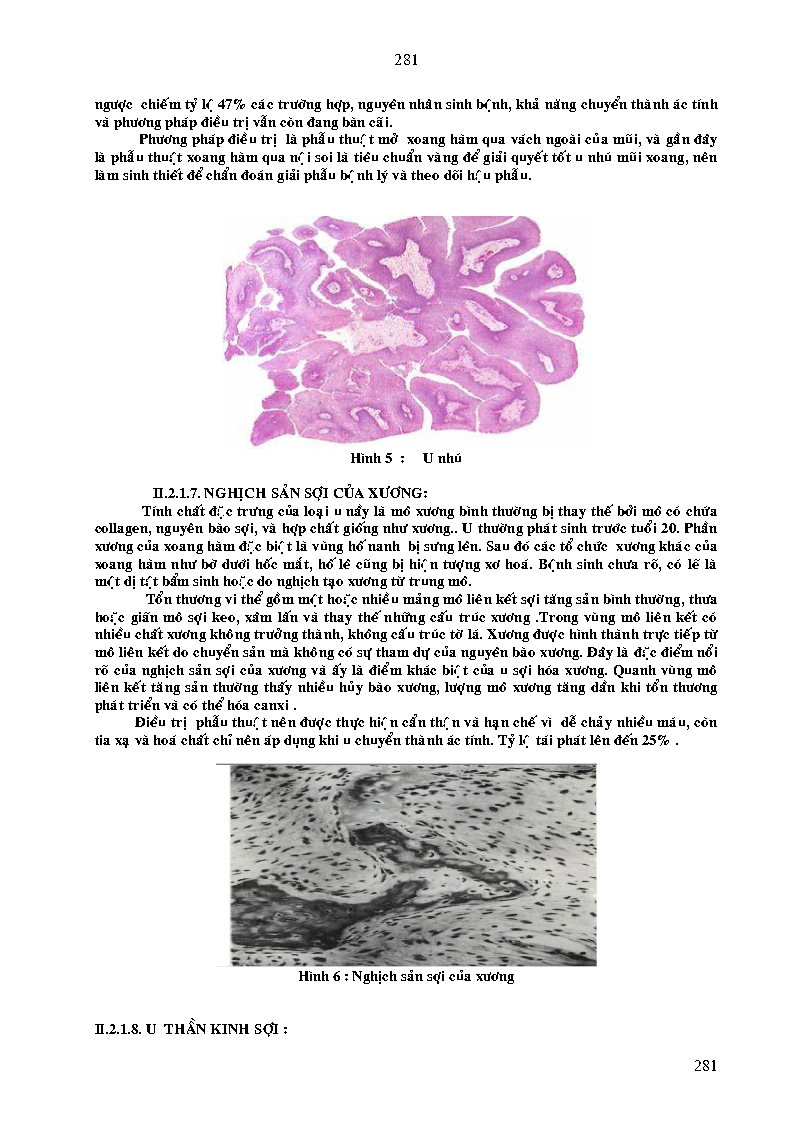 281
ngược chiếm tỷ lệ 47% các trường hợp, nguyên nhân sinh bệnh, khả năng chuyển thành ác tính
và phương pháp điều trị vẫn còn đang bàn cãi.
Phương pháp điều trị là phẫu thuật mở xoang hàm qua vách ngoài của mũi, và gần đây
là phẫu thuật xoang hàm qua nội soi là tiêu chuẩn vàng để giải quyết tốt u nhú mũi xoang, nên
làm sinh thiết để chẩn đoán giải phẫu bệnh lý và theo dõi hậu phẫu.
Hình 5 : U nhú
II.2.1.7. NGHỊCH SẢN SỢI CỦA XƯƠNG:
Tính chất đặc trưng của loại u nầy là mô xương bình thường bị thay thế bởi mô có chứa
collagen, nguyên bào sợi, và hợp chất giống như xương.. U thường phát sinh trước tuổi 20. Phần
xương của xoang hàm đặc biệt là vùng hố nanh bị sưng lên. Sau đó các tổ chức xương khác của
xoang hàm như bờ dưới hốc mắt, hố lê cũng bị hiện tượng xơ hoá. Bệnh sinh chưa rõ, có lẽ là
một dị tật bẩm sinh hoặc do nghịch tạo xương từ trung mô.
Tổn thương vi thể gồm một hoặc nhiều mảng mô liên kết sợi tăng sản bình thường, thưa
hoặc giãn mô sợi keo, xâm lấn và thay thế những cấu trúc xương .Trong vùng mô liên kết có
nhiều chất xương không trưởng thành, không cấu trúc tờ lá. Xương được hình thành trực tiếp từ
mô liên kết do chuyển sản mà không có sự tham dự của nguyên bào xương. Đây là đặc điểm nổi
rõ của nghịch sản sợi của xương và ấy là điểm khác biệt của u sợi hóa xương. Quanh vùng mô
liên kết tăng sản thường thấy nhiều hủy bào xương, lượng mô xương tăng dần khi tổn thương
phát triển và có thể hóa canxi .
Điều trị phẫu thuật nên được thực hiện cẩn thận và hạn chế vì dễ chảy nhiều máu, còn
tia xạ và hoá chất chỉ nên áp dụng khi u chuyển thành ác tính. Tỷ lệ tái phát lên đến 25% .
Hình 6 : Nghịch sản sợi của xương
II.2.1.8. U THẦN KINH SỢI :
281